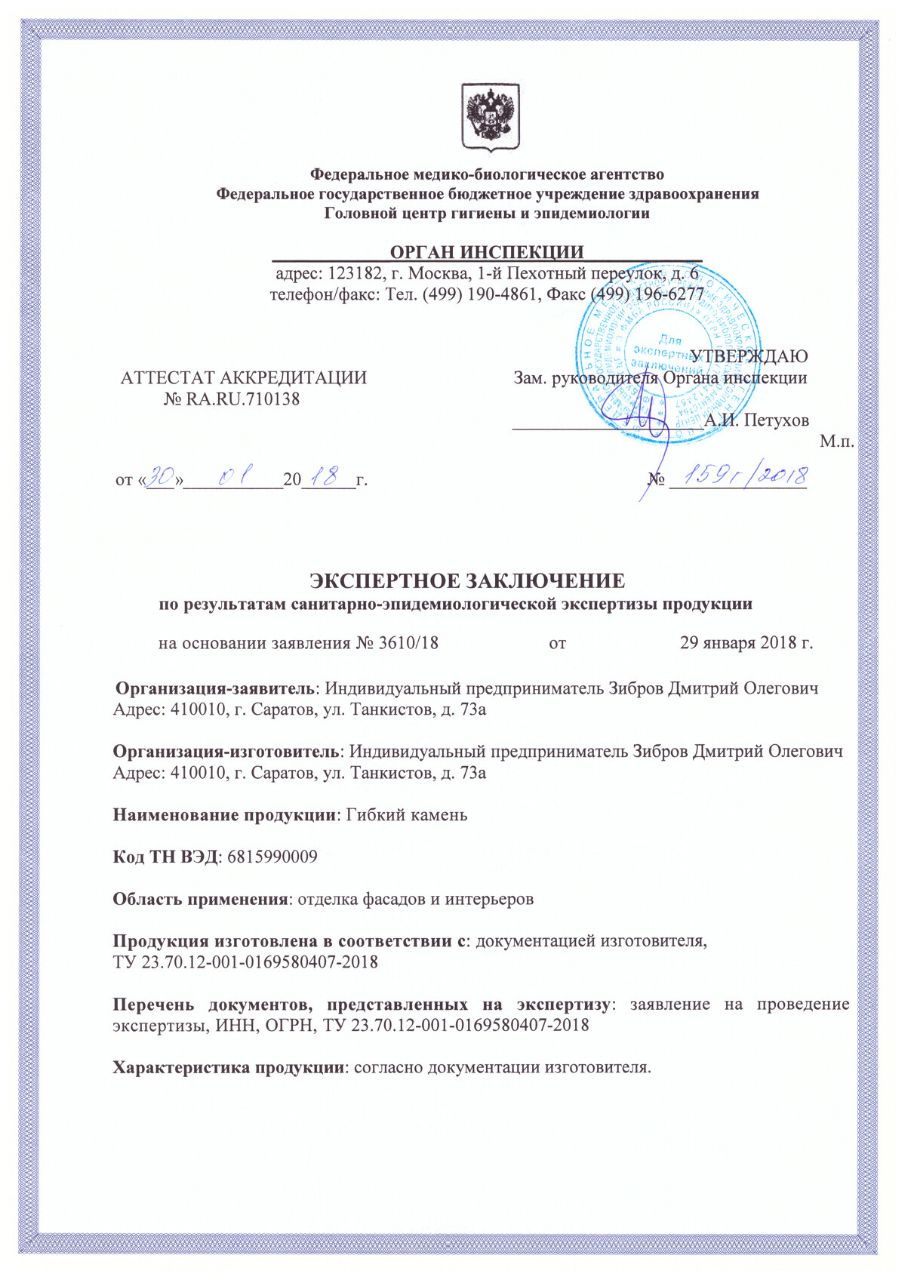 Федеральное медико-биологическое агентство
Федеральное государственное бюджетное учреждение здравоохранения
Головной центр гигиены и эпидемиологии
ОРГАН ИНСПЕКЦИИ
адрес: 123182, г. Москва, 1-й Пехотный переулок, д. 6
телефон/факс: Тел. (499) 190-4861, Факс (499) 196-6277
Для
экспертных
заключений
УТВЕРЖДАЮ
АТТЕСТАТ АККРЕДИТАЦИИ
Зам. руководителя Органа инспекции
№ RA.RU.710138
А.И. Петухов
М.п.
от «30» 01 2018 г.
№ 159г/2018
ЭКСПЕРТНОЕ ЗАКЛЮЧЕНИЕ
по результатам санитарно-эпидемиологической экспертизы продукции
на основании заявления № 3610/18 от 29 января 2018 г.
Организация-заявитель: Индивидуальный предприниматель Зибров Дмитрий Олегович
Адрес: 410010, г. Саратов, ул. Танкистов, д. 73а
Организация-изготовитель: Индивидуальный предприниматель Зибров Дмитрий Олегович
Адрес: 410010, г. Саратов, ул. Танкистов, д. 73а
Наименование продукции: Гибкий камень
Код ТН ВЭД: 6815990009
Область применения: отделка фасадов и интерьеров
Продукция изготовлена в соответствии с: документацией изготовителя,
ТУ 23.70.12-001-0169580407-2018
Перечень документов, представленных на экспертизу: заявление на проведение
экспертизы, ИНН, ОГРН, ТУ 23.70.12-001-0169580407-2018
Характеристика продукции: согласно документации изготовителя.